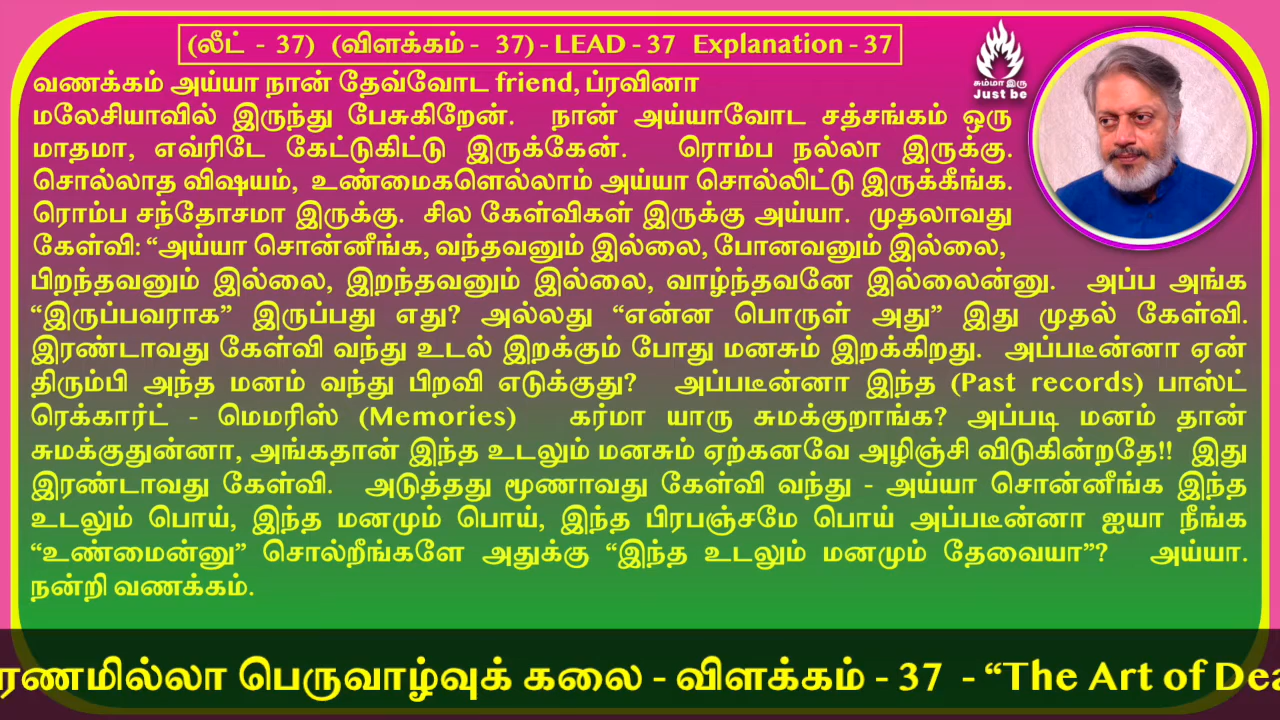 (லீட் - 37) (விளக்கம் - 37) - LEAD - 37 Explanation - 37
சும்மா இரு
Just be
வணக்கம் அய்யா நான் தேவ்வோட friend, ப்ரவினா
மலேசியாவில் இருந்து பேசுகிறேன். நான் அய்யாவோட சத்சங்கம் ஒரு
மாதமா, எவ்ரிடே கேட்டுகிட்டு இருக்கேன். ரொம்ப நல்லா இருக்கு.
சொல்லாத விஷயம், உண்மைகளெல்லாம் அய்யா சொல்லிட்டு இருக்கீங்க.
ரொம்ப சந்தோசமா இருக்கு. சில கேள்விகள் இருக்கு அய்யா. முதலாவது
கேள்வி: “அய்யா சொன்னீங்க, வந்தவனும் இல்லை, போனவனும் இல்லை,
பிறந்தவனும் இல்லை, இறந்தவனும் இல்லை, வாழ்ந்தவனே இல்லைன்னு. அப்ப அங்க
“இருப்பவராக” இருப்பது எது? அல்லது “என்ன பொருள் அது” இது முதல் கேள்வி.
இரண்டாவது கேள்வி வந்து உடல் இறக்கும் போது மனசும் இறக்கிறது. அப்படீன்னா ஏன்
திரும்பி அந்த மனம் வந்து பிறவி எடுக்குது? அப்படீன்னா இந்த (Past records) பாஸ்ட்
ரெக்கார்ட் - மெமரிஸ் (Memories) கர்மா யாரு சுமக்குறாங்க? அப்படி மனம் தான்
சுமக்குதுன்னா, அங்கதான் இந்த உடலும் மனசும் ஏற்கனவே அழிஞ்சி விடுகின்றதே!! இது
இரண்டாவது கேள்வி. அடுத்தது மூணாவது கேள்வி வந்து - அய்யா சொன்னீங்க இந்த
உடலும் பொய், இந்த மனமும் பொய், இந்த பிரபஞ்சமே பொய் அப்படீன்னா ஐயா நீங்க
“உண்மைன்னு” சொல்றீங்களே அதுக்கு “இந்த உடலும் மனமும் தேவையா”? அய்யா.
நன்றி வணக்கம்.
ரணமில்லா பெருவாழ்வுக் கலை - விளக்கம் - 37 - “The Art of Dea